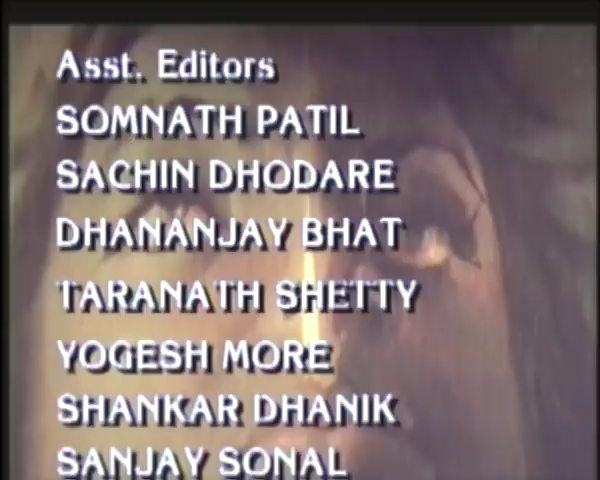 Asst. Editors
SOMNATH PATIL
SACHIN DHODARE
DHANANJAY BHAT
TARANATH SHETTY
YOGESH MORE
SHANKAR DHANIK
SANJAY SONAL